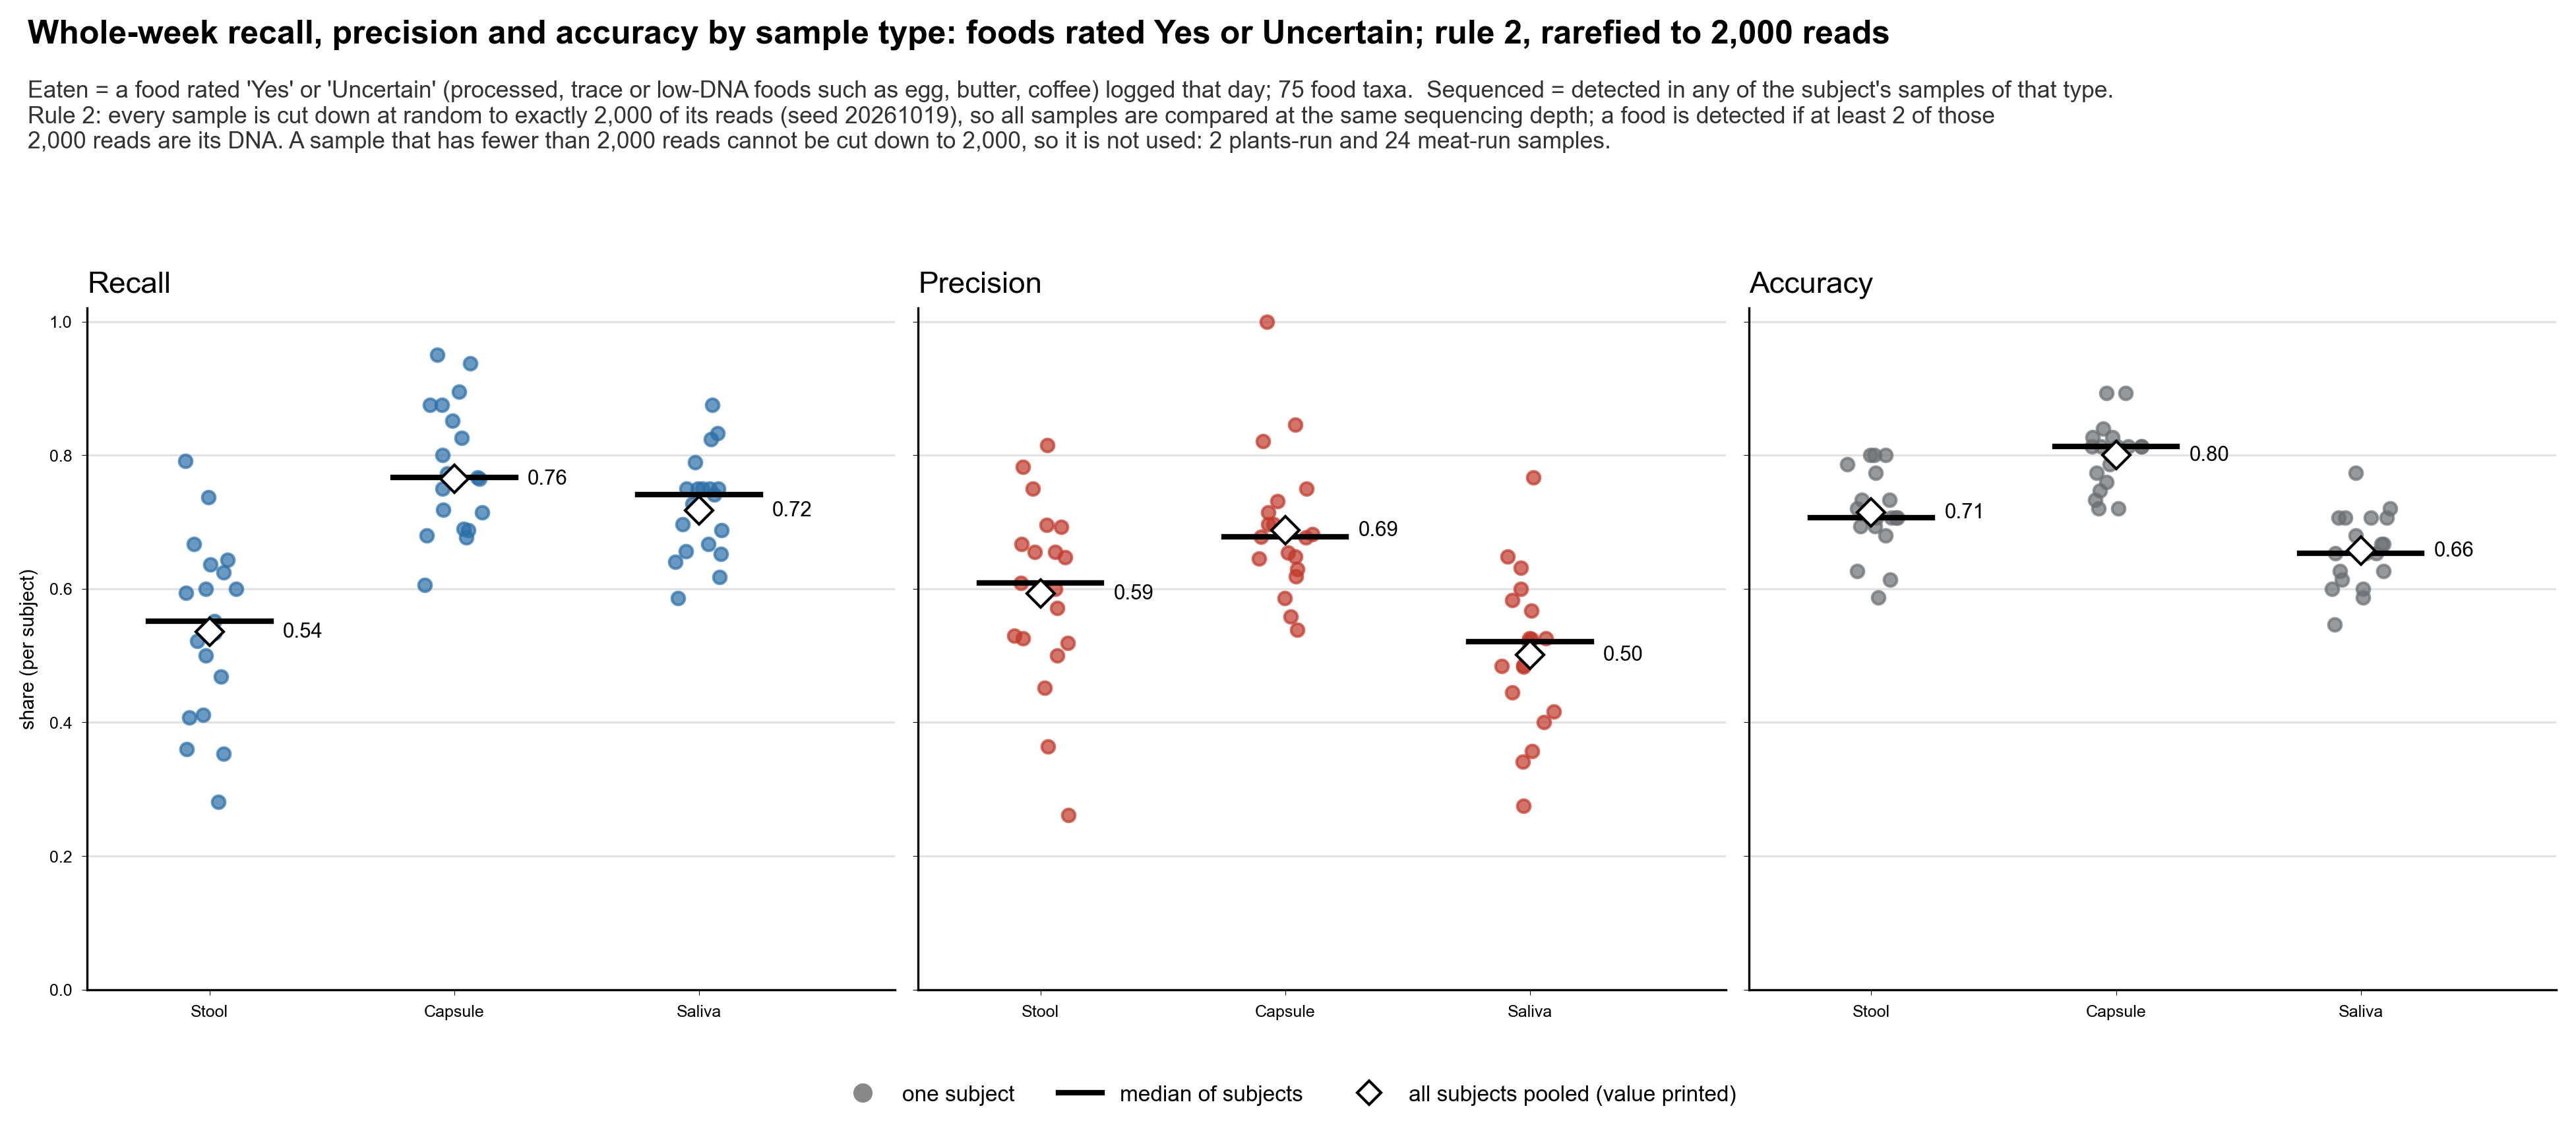 Whole-week recall, precision and accuracy by sample type: foods rated Yes or Uncertain; rule 2, rarefied to 2,000 reads
Eaten = a food rated 'Yes' or 'Uncertain' (processed, trace or low-DNA foods such as egg, butter, coffee) logged that day; 75 food taxa.  Sequenced = detected in any of the subject's samples of that type.
Rule 2: every sample is cut down at random to exactly 2,000 of its reads (seed 20261019), so all samples are compared at the same sequencing depth; a food is detected if at least 2 of those
2,000 reads are its DNA. A sample that has fewer than 2,000 reads cannot be cut down to 2,000, so it is not used: 2 plants-run and 24 meat-run samples.
Recall
share (per subject)
1.0
0.8
0.6
0.4
0.2
0.0
0.54
0.76
0.72
Stool
Capsule
Saliva
Precision
0.59
0.69
0.50
Stool
Capsule
Saliva
Accuracy
0.71
0.80
0.66
Stool
Capsule
Saliva
one subject
median of subjects
all subjects pooled (value printed)